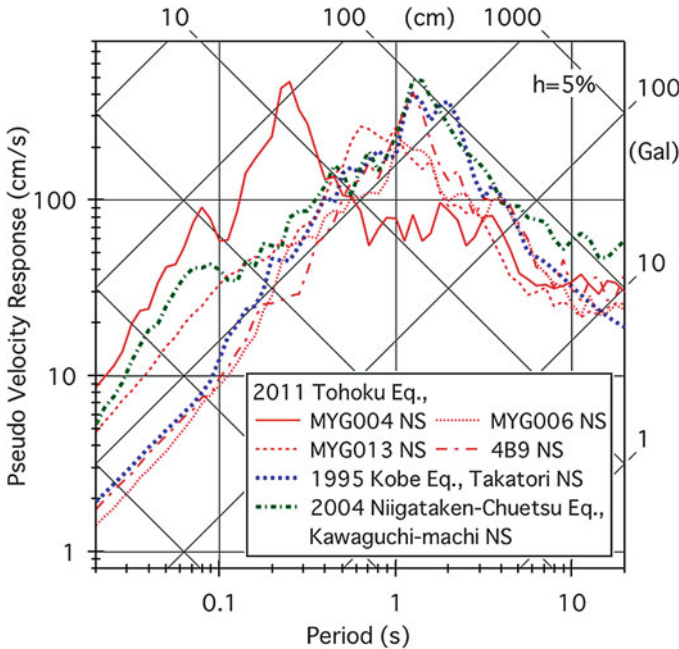 10 100 (cm) 1000
h=5%
100
(Gal)
100
10
10
1
1
Pseudo Velocity Response (cm/s)
2011 Tohoku Eq.,
MYG004 NS MYG006 NS
MYG013 NS 4B9 NS
1995 Kobe Eq., Takatori NS
2004 Niigataken-Chuetsu Eq.,
Kawaguchi-machi NS
0.1 1 10
Period (s)